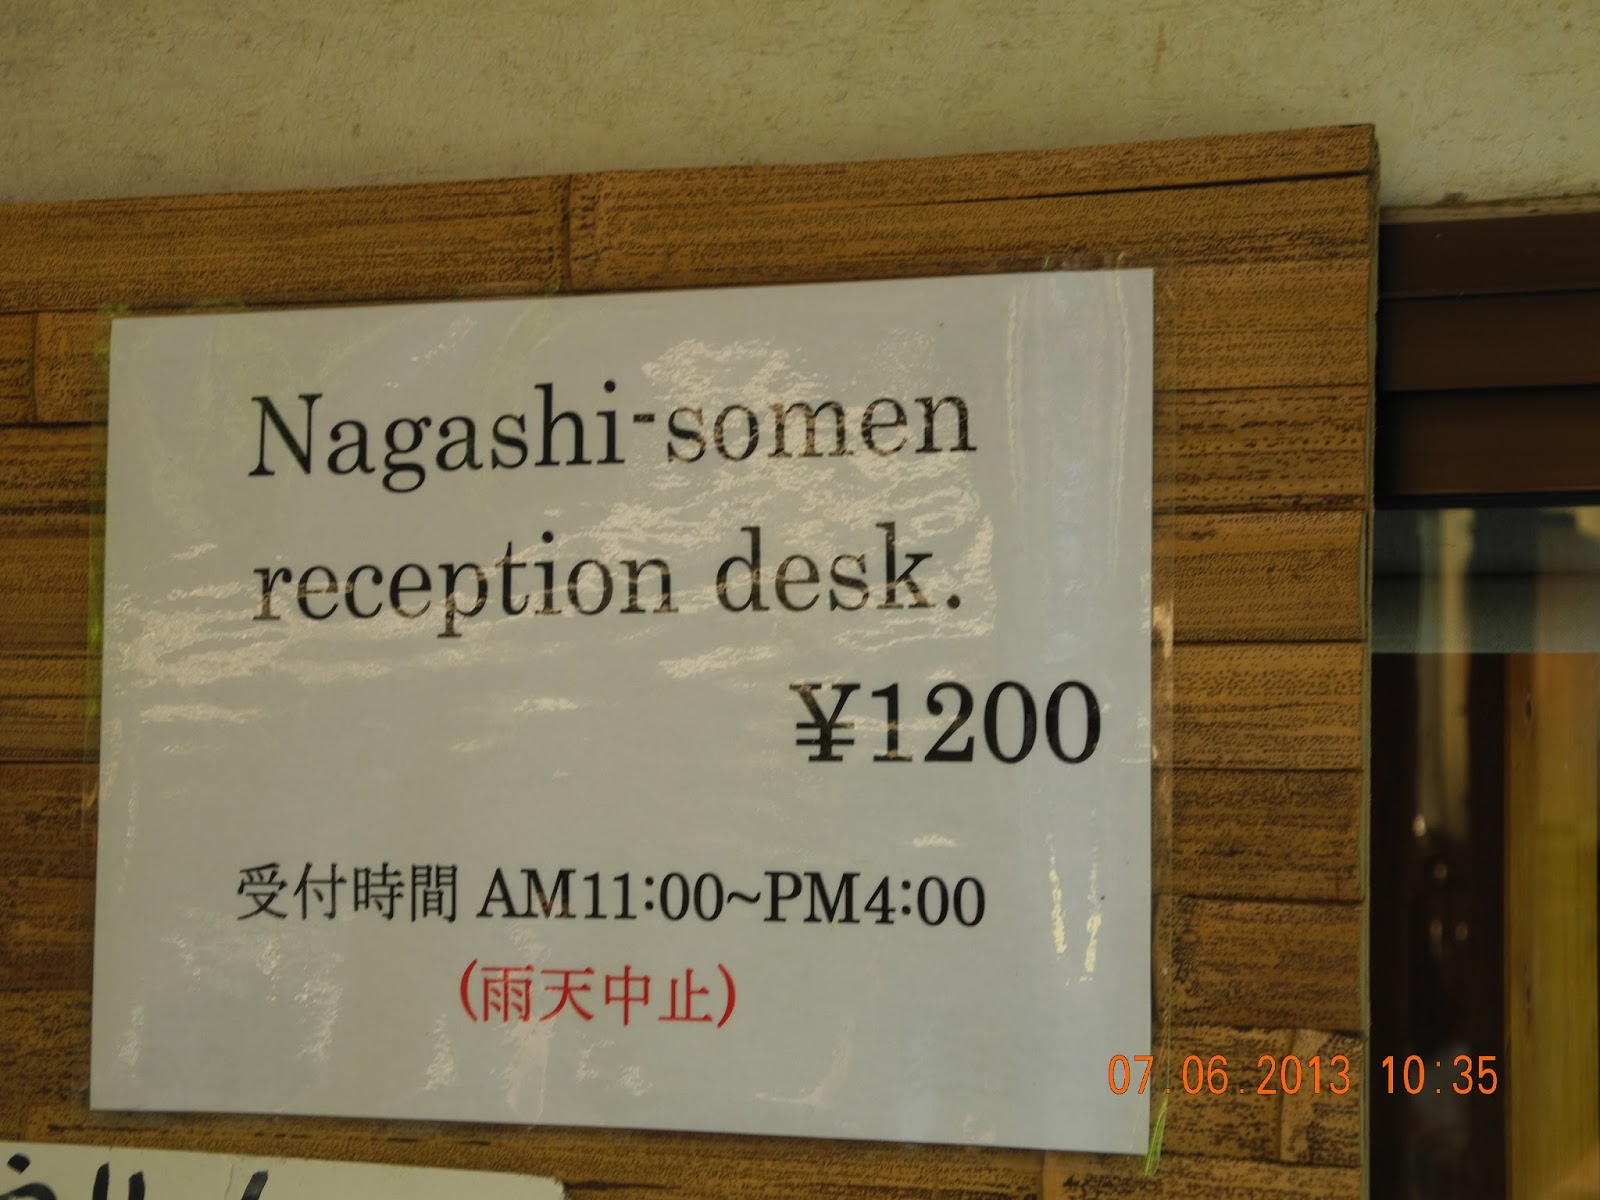 Nagashi-somen
reception desk.
¥1200
受付時間 AM11:00~PM4:00
(雨天中止)
07.06.2013 10:35